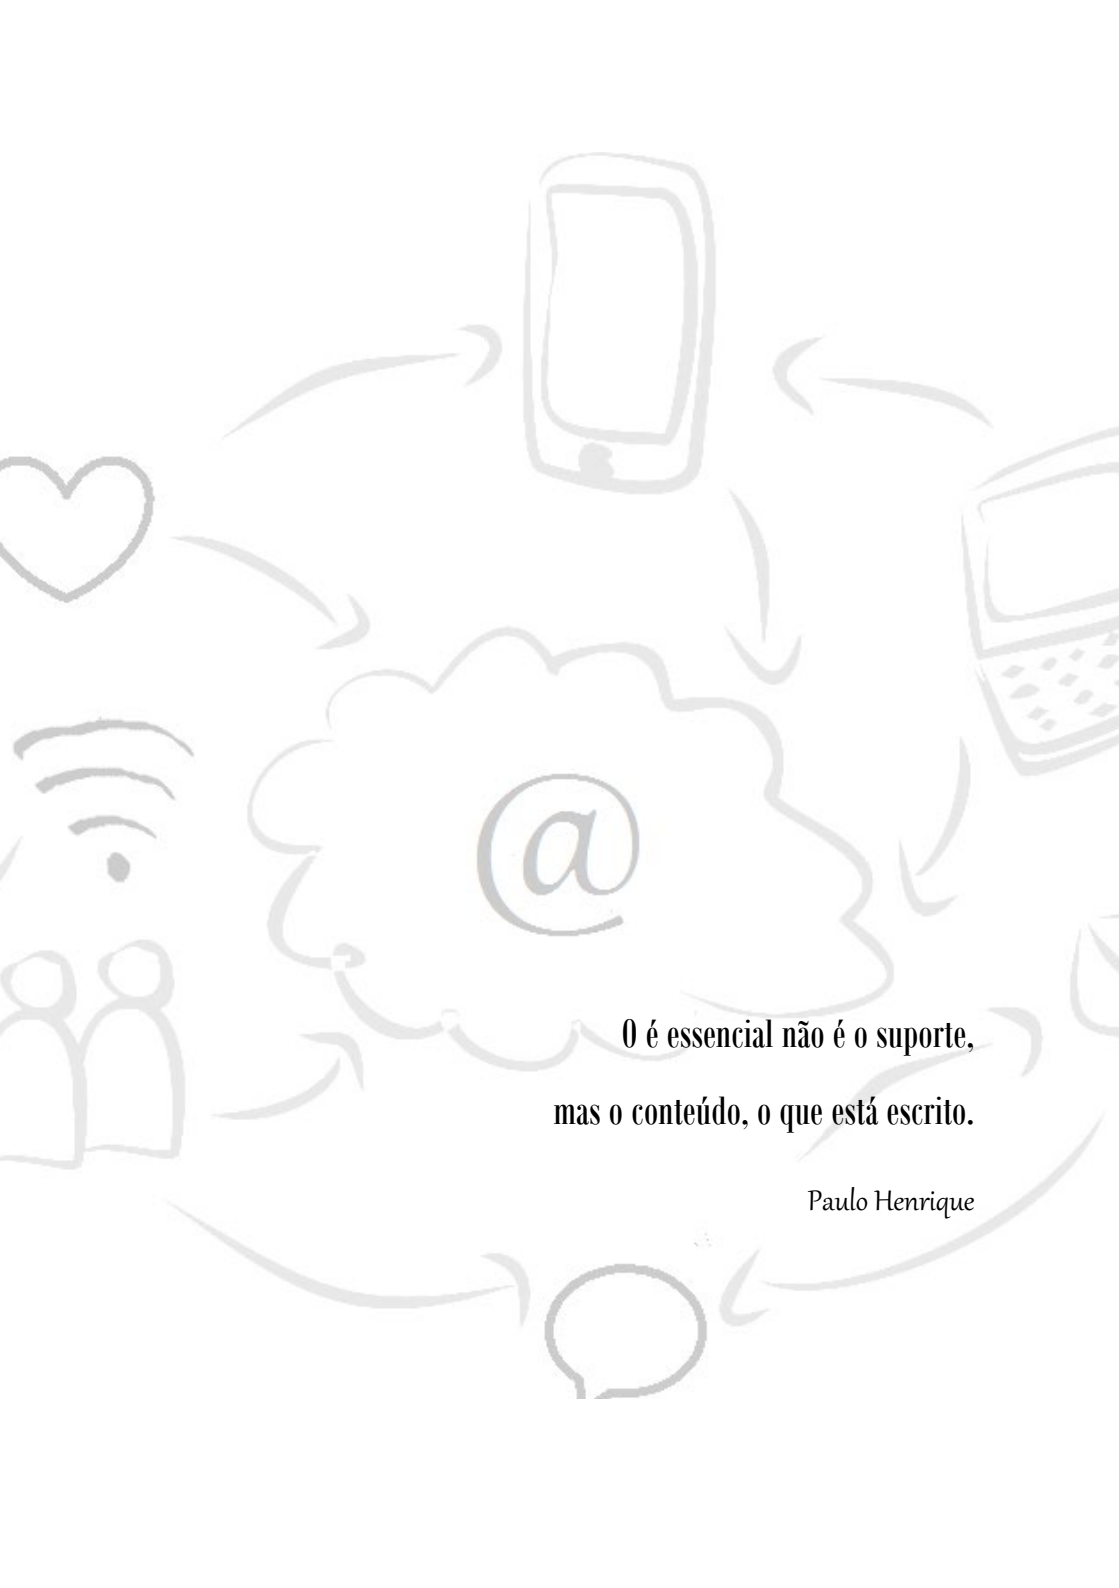 @
O é essencial não é o suporte,
mas o conteúdo, o que está escrito.
Paulo Henrique